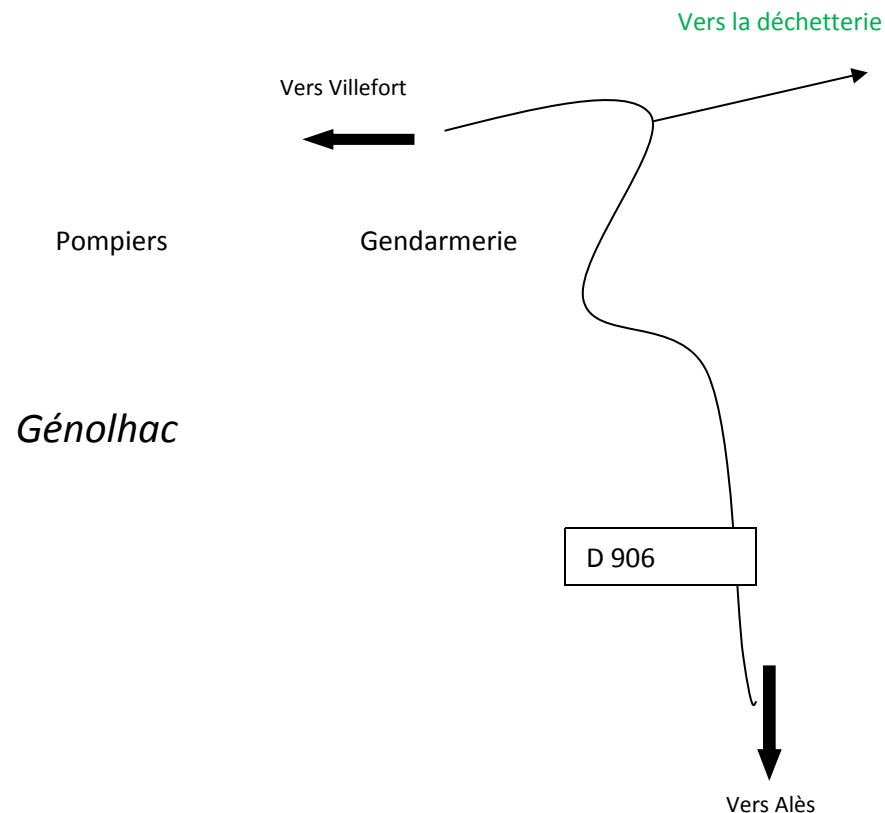 Vers la déchetterie
Vers Villefort
Pompiers
Gendarmerie
Génolhac
D 906
Vers Alès